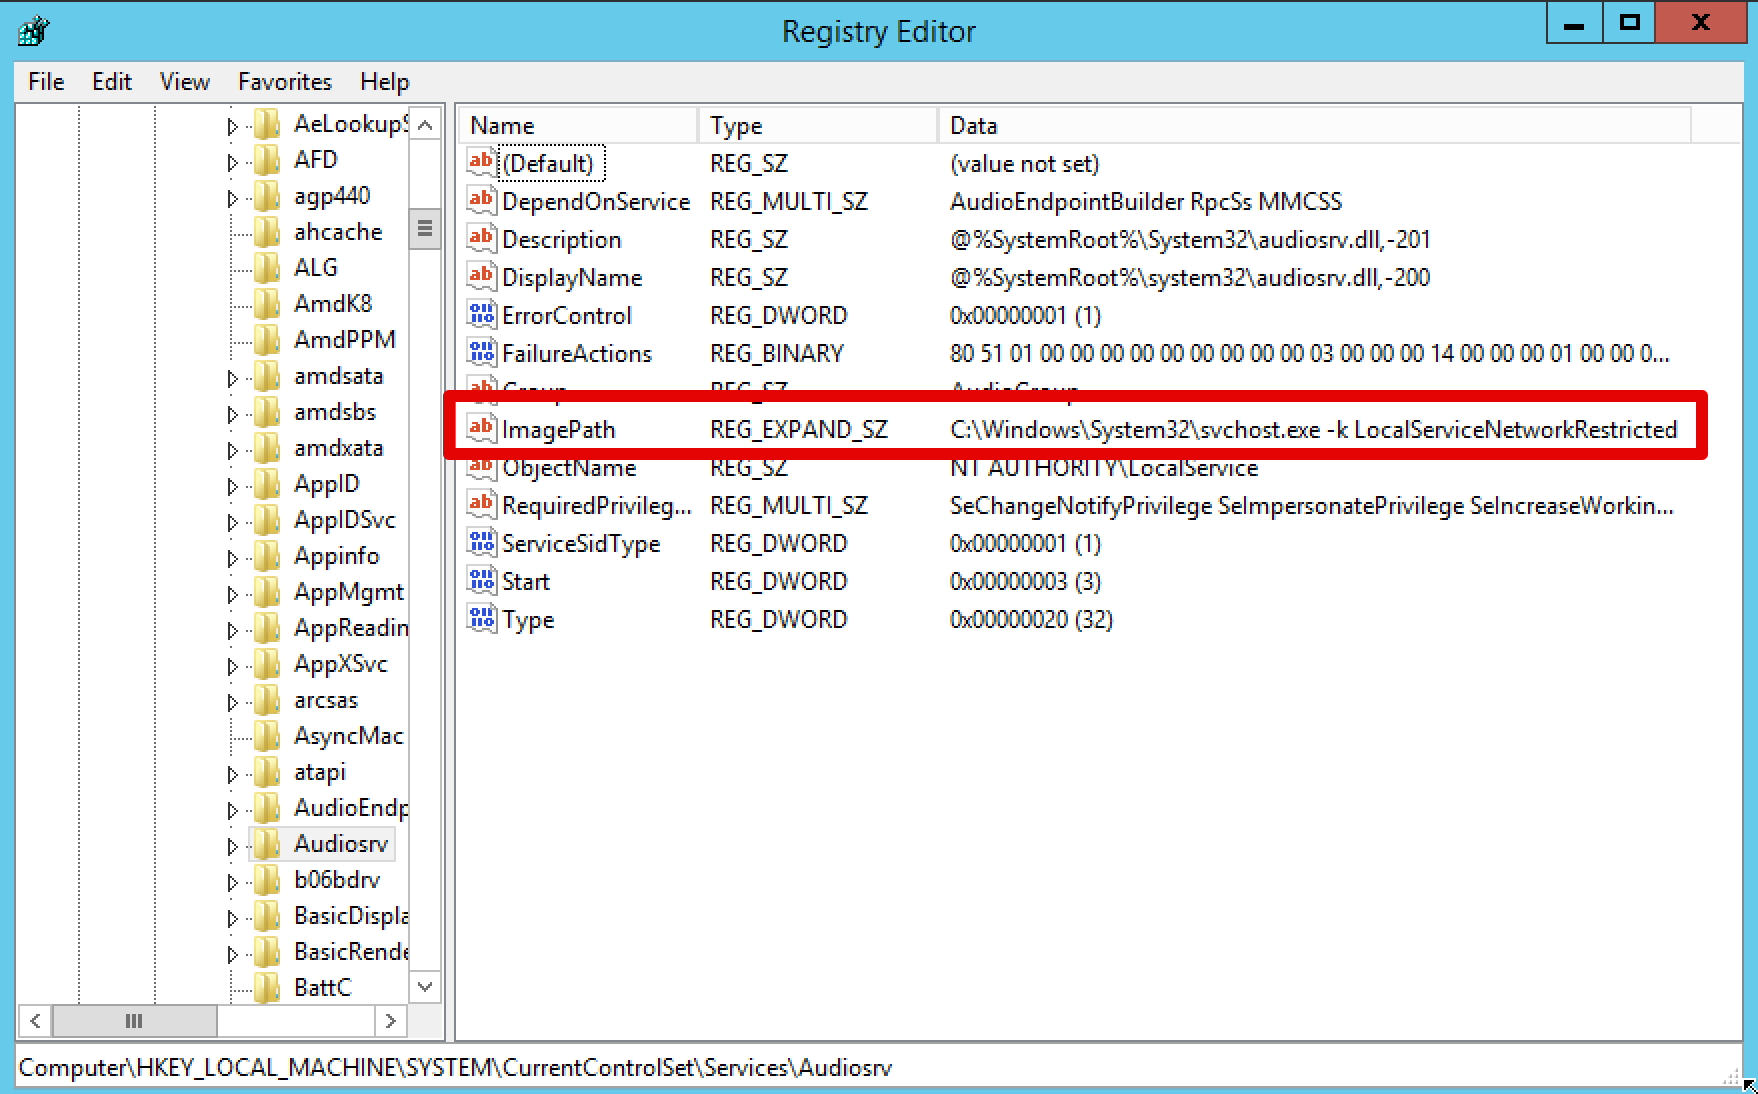 Registry Editor
File Edit View Favorites Help
AeLookupS
AFD
agp440
ahcache
ALG
AmdK8
AmdPPM
amdsata
amdsbs
amdxata
AppID
AppIDSvc
Appinfo
AppMgmt
AppReadin
AppXSvc
arcsas
AsyncMac
atapi
AudioEndp
Audiosrv
b06bdrv
BasicDispla
BasicRende
BattC
Name Type Data
(Default) REG_SZ (value not set)
DependOnService REG_MULTI_SZ AudioEndpointBuilder RpcSs MMCSS
Description REG_SZ @%SystemRoot%\System32\audiosrv.dll,-201
DisplayName REG_SZ @%SystemRoot%\system32\audiosrv.dll,-200
ErrorControl REG_DWORD 0x00000001 (1)
FailureActions REG_BINARY 80 51 01 00 00 00 00 00 00 00 00 00 03 00 00 00 14 00 00 00 01 00 00 0...
Group REG_SZ AudioGroup
ImagePath REG_EXPAND_SZ C:\Windows\System32\svchost.exe -k LocalServiceNetworkRestricted
ObjectName REG_SZ NT AUTHORITY\LocalService
RequiredPrivileg... REG_MULTI_SZ SeChangeNotifyPrivilege SeImpersonatePrivilege SeIncreaseWorkin...
ServiceSidType REG_DWORD 0x00000001 (1)
Start REG_DWORD 0x00000003 (3)
Type REG_DWORD 0x00000020 (32)
Computer\HKEY_LOCAL_MACHINE\SYSTEM\CurrentControlSet\Services\Audiosrv